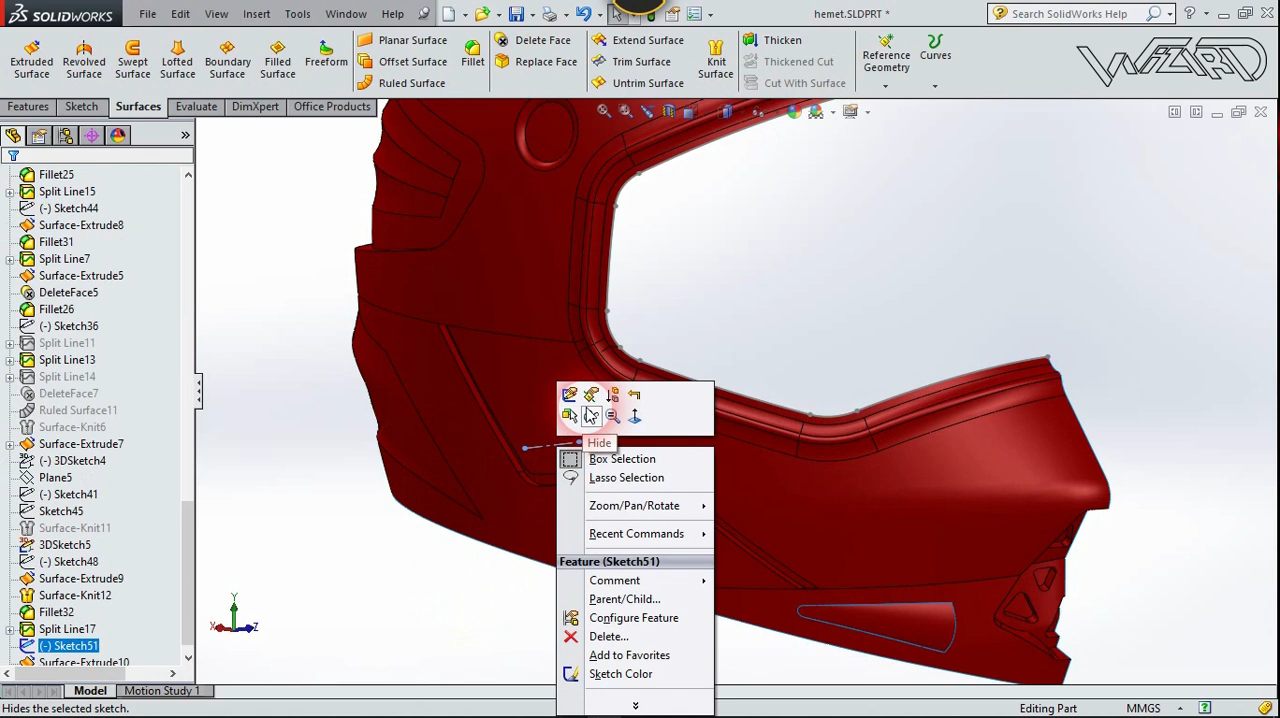 SOLIDWORKS
File Edit View Insert Tools Window Help
hemet.SLDPRT *
Search SolidWorks Help
Extruded Surface
Revolved Surface
Swept Surface
Lofted Surface
Boundary Surface
Filled Surface
Freeform
Planar Surface
Offset Surface
Ruled Surface
Fillet
Delete Face
Replace Face
Extend Surface
Trim Surface
Untrim Surface
Knit Surface
Thicken
Thickened Cut
Cut With Surface
Reference Geometry
Curves
WIZARD
Features Sketch Surfaces Evaluate DimXpert Office Products
Fillet25
Split Line15
(-) Sketch44
Surface-Extrude8
Fillet31
Split Line7
Surface-Extrude5
DeleteFace5
Fillet26
(-) Sketch36
Split Line11
Split Line13
Split Line14
DeleteFace7
Ruled Surface11
Surface-Knit6
(-) 3DSketch4
Plane5
(-) Sketch41
Sketch45
Surface-Knit11
3DSketch5
(-) Sketch48
Surface-Extrude9
Surface-Knit12
Fillet32
Split Line17
(-) Sketch51
Surface-Extrude10
Hide
Box Selection
Lasso Selection
Zoom/Pan/Rotate
Recent Commands
Feature (Sketch51)
Comment
Parent/Child...
Configure Feature
Delete...
Add to Favorites
Sketch Color
Y
X
Z
Model Motion Study 1
Hides the selected sketch.
Editing Part
MMGS